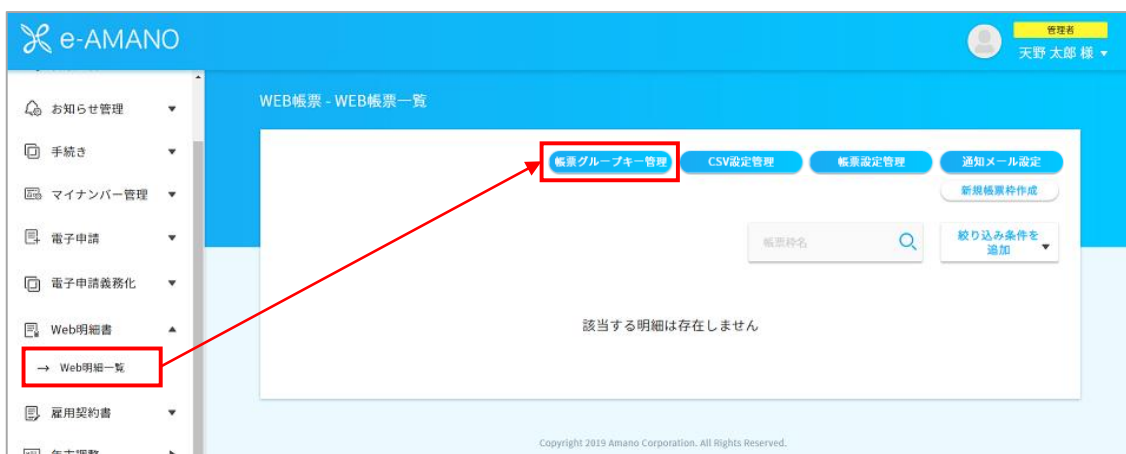 e-AMANO
管理者
天野 太郎 様
お知らせ管理
手続き
マイナンバー管理
電子申請
電子申請義務化
Web明細書
→ Web明細一覧
雇用契約書
WEB帳票 - WEB帳票一覧
帳票グループキー管理 CSV設定管理 帳票設定管理 通知メール設定
新規帳票枠作成
帳票枠名
絞り込み条件を
追加
該当する明細は存在しません
Copyright 2019 Amano Corporation. All Rights Reserved.